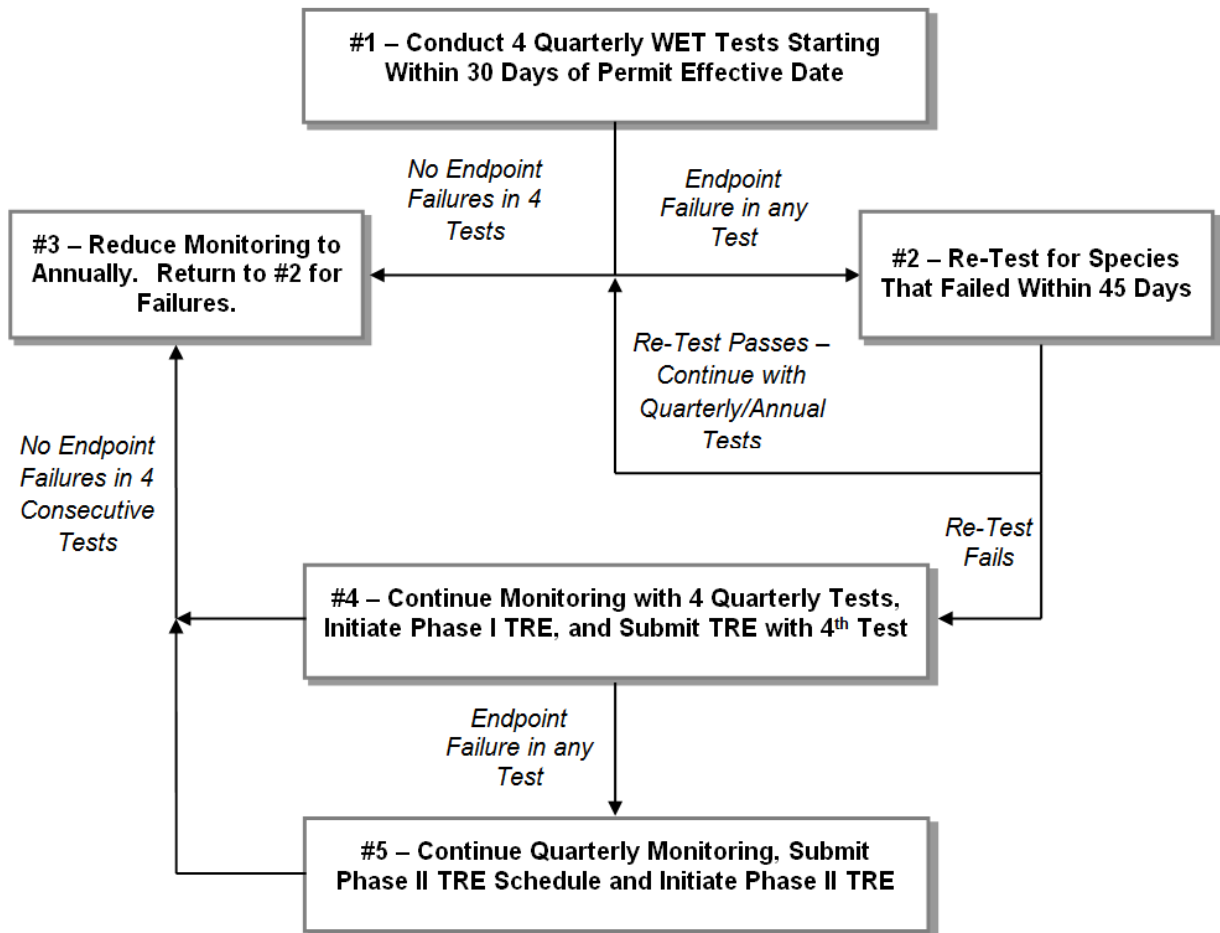 #1 – Conduct 4 Quarterly WET Tests Starting
Within 30 Days of Permit Effective Date
No Endpoint
Failures in 4
Tests
Endpoint
Failure in any
Test
#3 – Reduce Monitoring to
Annually.   Return to #2 for
Failures.
#2 – Re-Test for Species
That Failed Within 45 Days
Re-Test Passes –
Continue with
Quarterly/Annual
Tests
No Endpoint
Failures in 4
Consecutive
Tests
Re-Test
Fails
#4 – Continue Monitoring with 4 Quarterly Tests,
Initiate Phase I TRE, and Submit TRE with 4th Test
Endpoint
Failure in any
Test
#5 – Continue Quarterly Monitoring, Submit
Phase II TRE Schedule and Initiate Phase II TRE